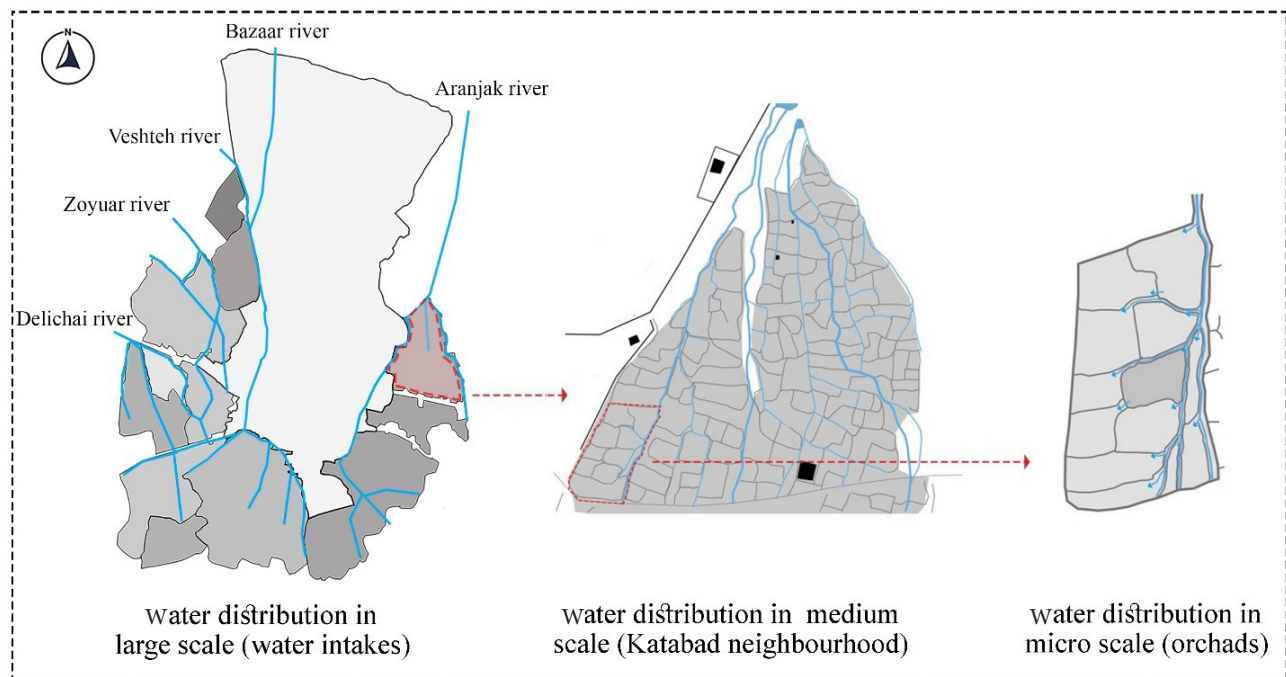 N
Bazaar river
Aranjak river
Veshteh river
Zoyuar river
Delichai river
water distribution in
large scale (water intakes)
water distribution in medium
scale (Katabad neighbourhood)
water distribution in
micro scale (orchads)